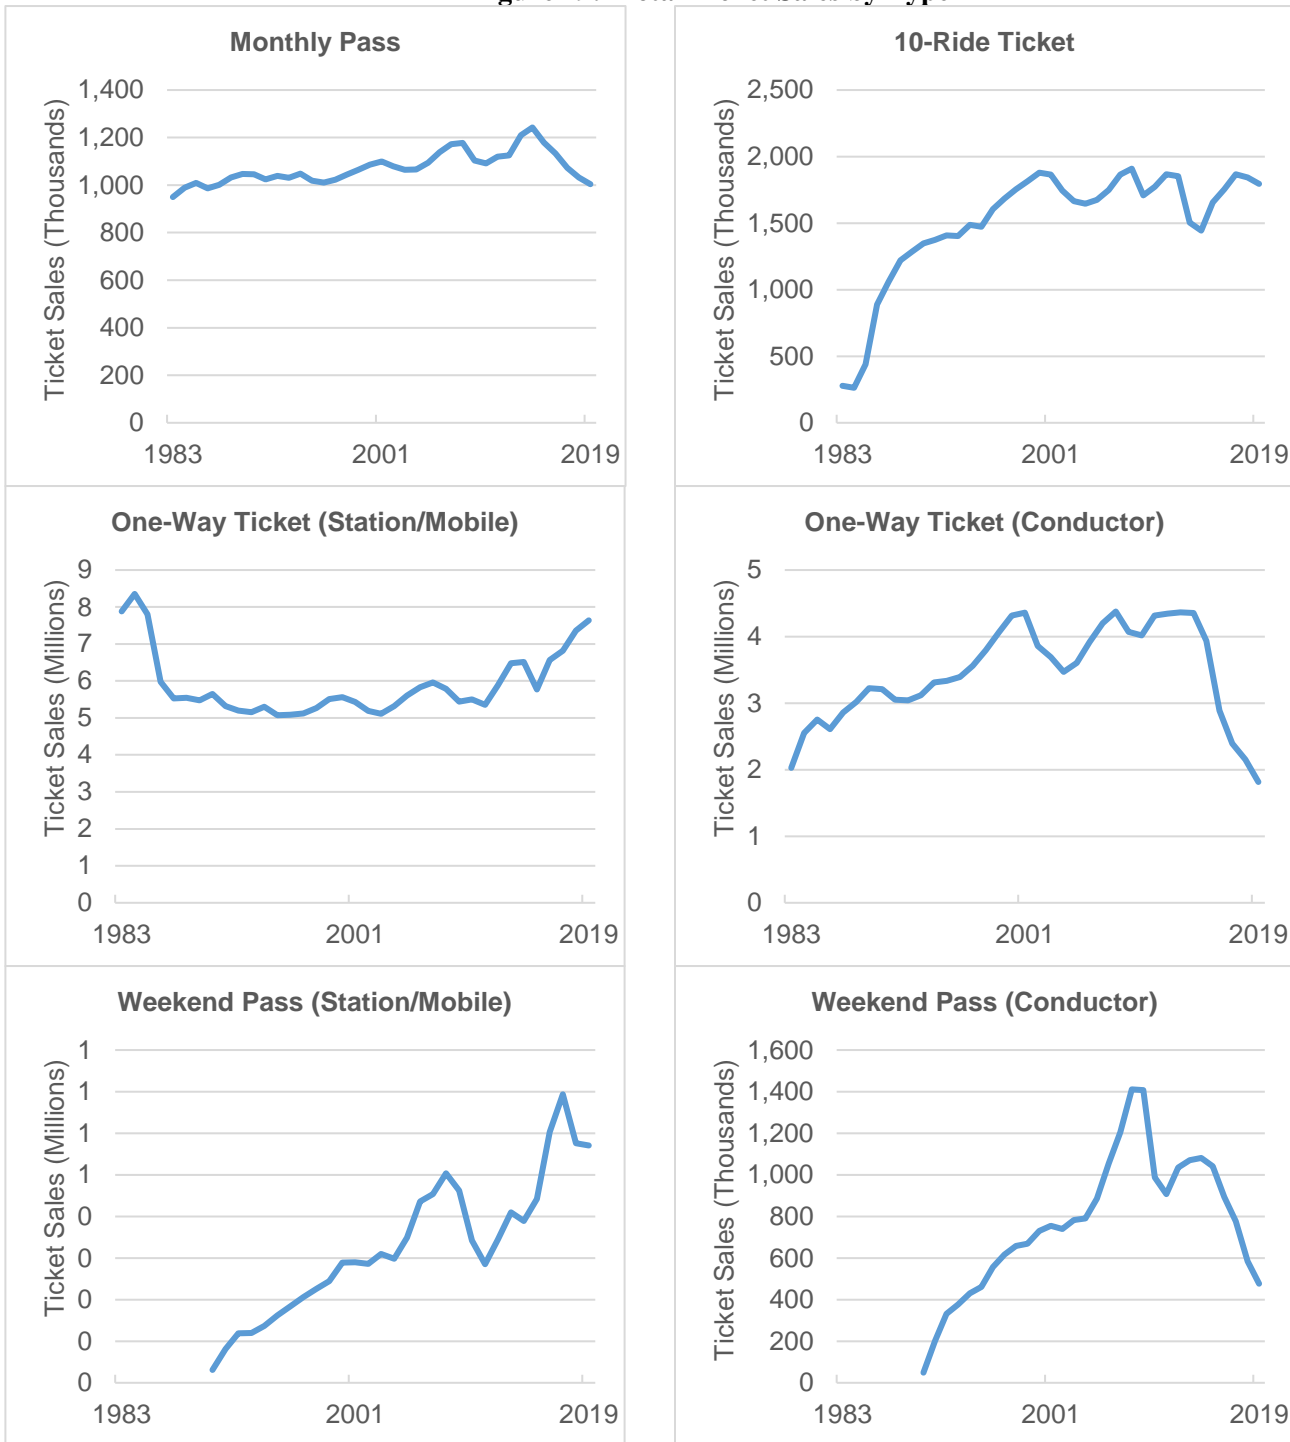 Monthly Pass
Ticket Sales (Thousands)
1,400
1,200
1,000
800
600
400
200
0
1983 2001 2019
10-Ride Ticket
Ticket Sales (Thousands)
2,500
2,000
1,500
1,000
500
0
1983 2001 2019
One-Way Ticket (Station/Mobile)
Ticket Sales (Millions)
9
8
7
6
5
4
3
2
1
0
1983 2001 2019
One-Way Ticket (Conductor)
Ticket Sales (Millions)
5
4
3
2
1
0
1983 2001 2019
Weekend Pass (Station/Mobile)
Ticket Sales (Millions)
1
1
1
1
0
0
0
0
0
1983 2001 2019
Weekend Pass (Conductor)
Ticket Sales (Thousands)
1,600
1,400
1,200
1,000
800
600
400
200
0
1983 2001 2019